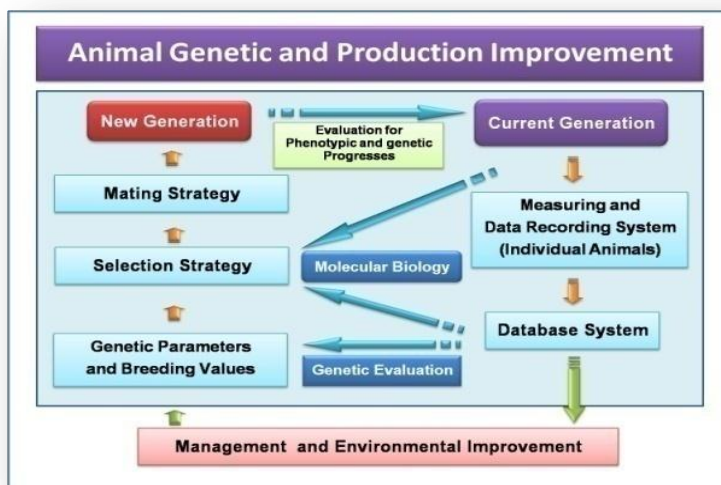 Animal Genetic and Production Improvement
New Generation
Evaluation for
Phenotypic and genetic
Progresses
Current Generation
Mating Strategy
Measuring and
Data Recording System
(Individual Animals)
Selection Strategy
Molecular Biology
Database System
Genetic Parameters
and Breeding Values
Genetic Evaluation
Management and Environmental Improvement